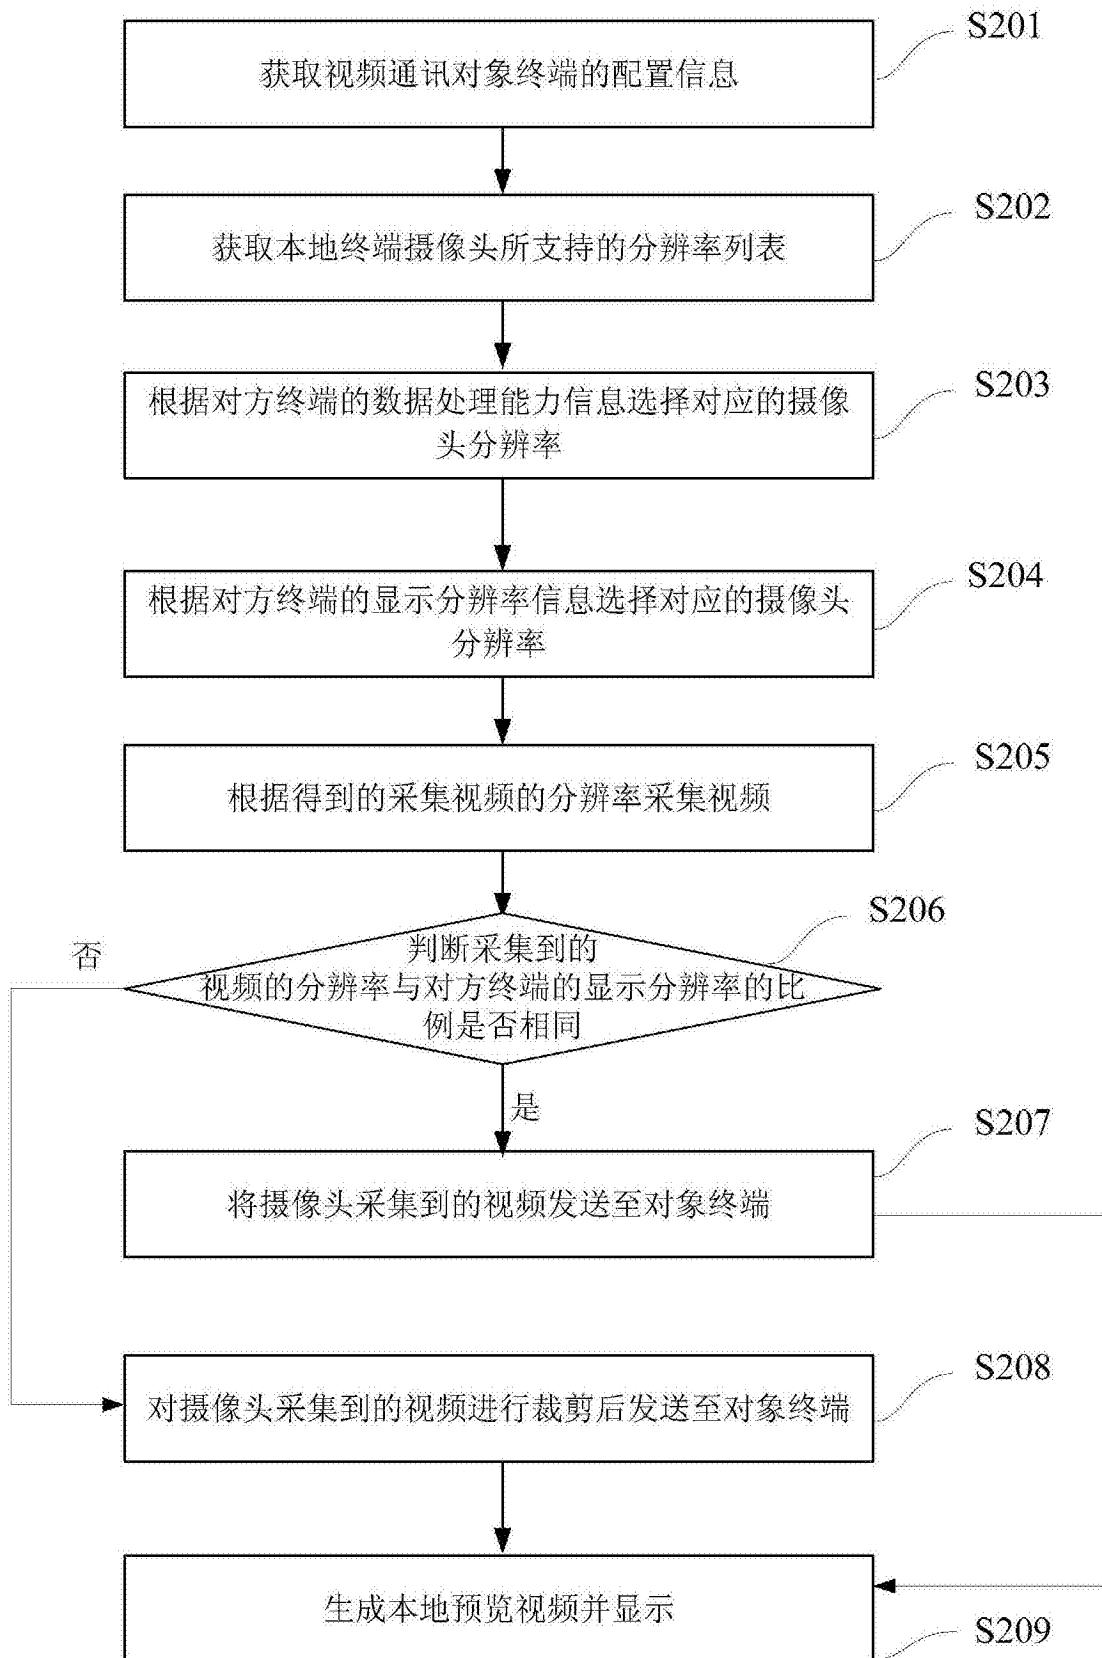 S201
获取视频通讯对象终端的配置信息
S202
获取本地终端摄像头所支持的分辨率列表
S203
根据对方终端的数据处理能力信息选择对应的摄像
头分辨率
S204
根据对方终端的显示分辨率信息选择对应的摄像头
分辨率
S205
根据得到的采集视频的分辨率采集视频
S206
否
判断采集到的
视频的分辨率与对方终端的显示分辨率的比
例是否相同
是
S207
将摄像头采集到的视频发送至对象终端
S208
对摄像头采集到的视频进行裁剪后发送至对象终端
生成本地预览视频并显示
S209